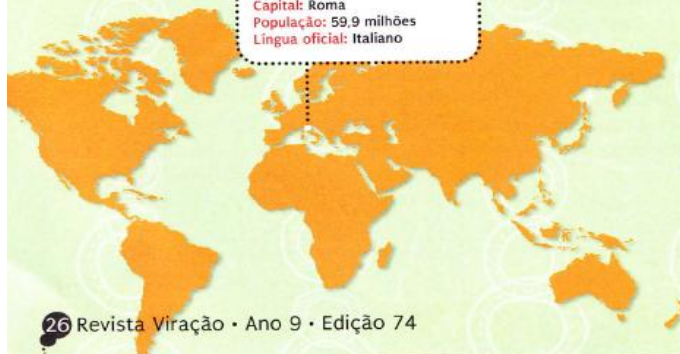 Capital: Roma
População: 59,9 milhões
Língua oficial: Italiano
26 Revista Viração • Ano 9 • Edição 74